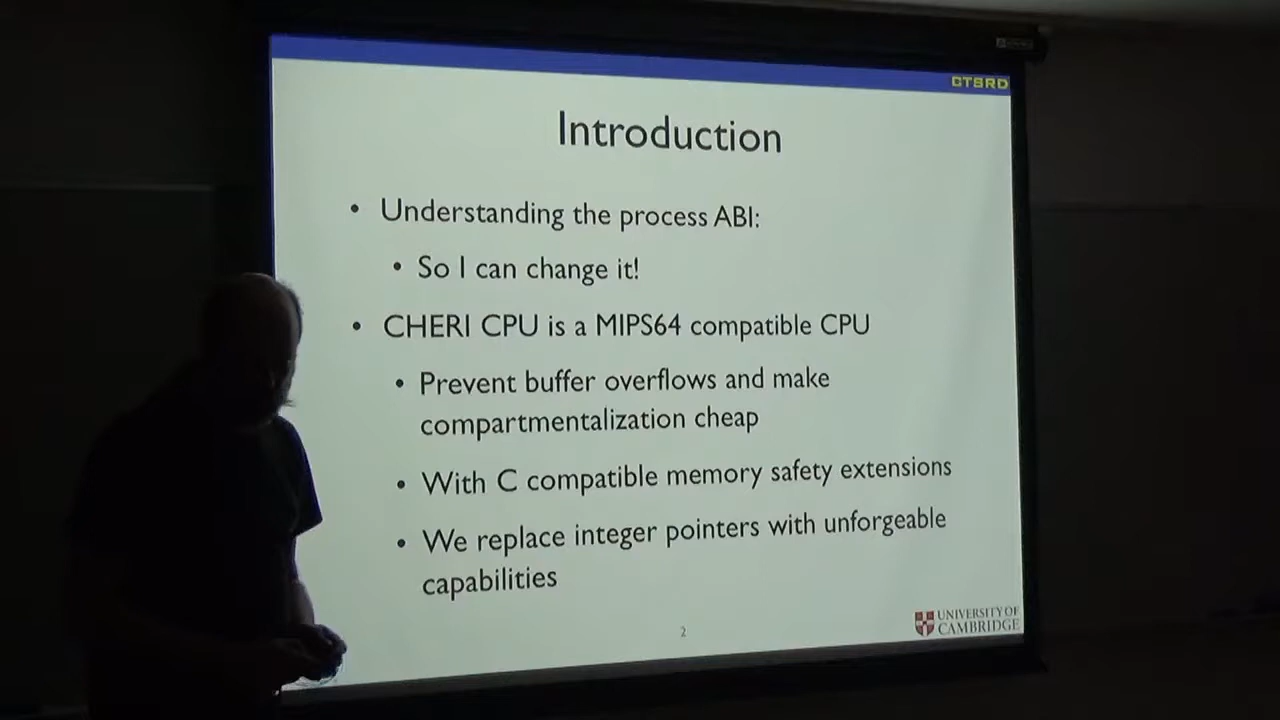 CTSRD
Introduction
• Understanding the process ABI:
• So I can change it!
• CHERI CPU is a MIPS64 compatible CPU
• Prevent buffer overflows and make
compartmentalization cheap
• With C compatible memory safety extensions
• We replace integer pointers with unforgeable
capabilities
2
UNIVERSITY OF
CAMBRIDGE